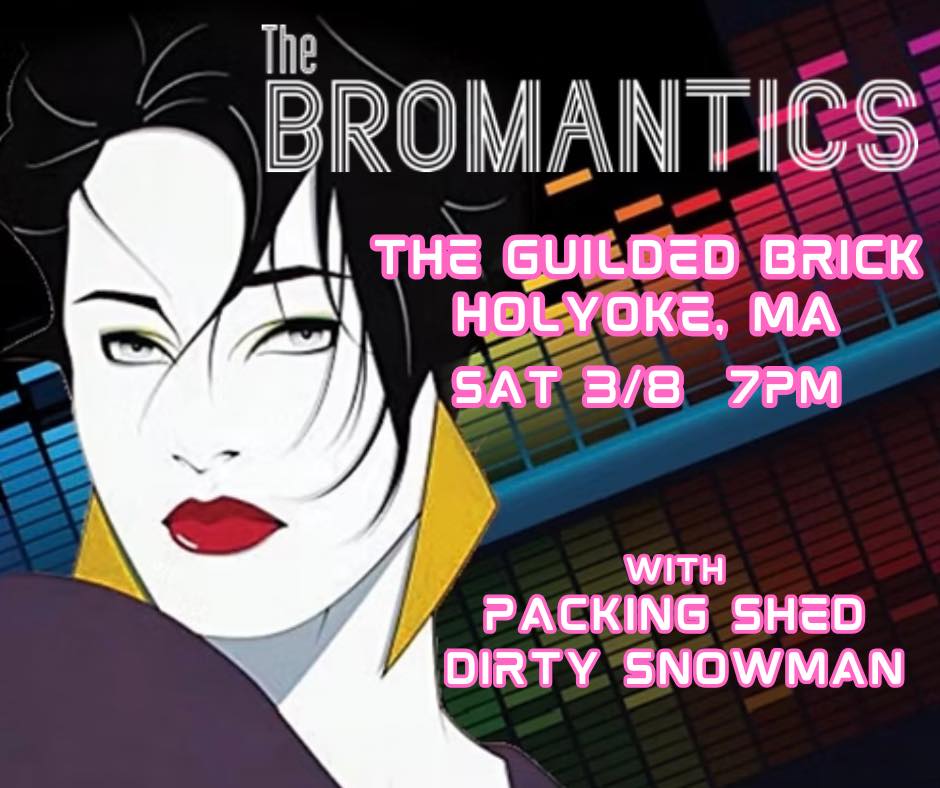 The
BROMANTICS
THE GUILDED BRICK
HOLYOKE, MA
SAT 3/8 7PM
WITH
PACKING SHED
DIRTY SNOWMAN